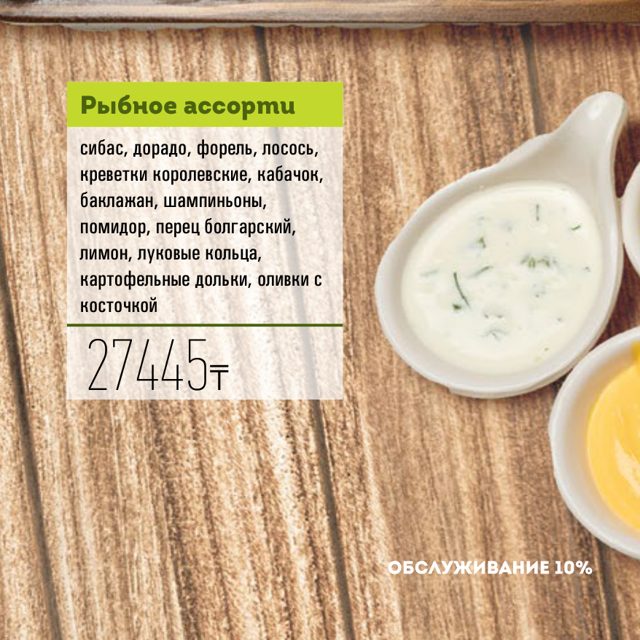 Рыбное ассорти
сибас, дорадо, форель, лосось,
креветки королевские, кабачок,
баклажан, шампиньоны,
помидор, перец болгарский,
лимон, луковые кольца,
картофельные дольки, оливки с
косточкой
27445₸
ОБСЛУЖИВАНИЕ 10%